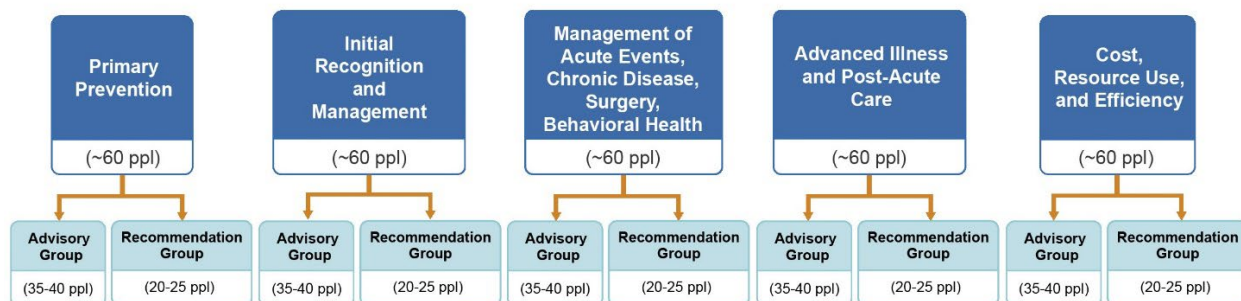 Primary
Prevention
(~60 ppl)
Initial
Recognition
and
Management
(~60 ppl)
Management of
Acute Events,
Chronic Disease,
Surgery,
Behavioral Health
(~60 ppl)
Advanced Illness
and Post-Acute
Care
(~60 ppl)
Cost,
Resource Use,
and Efficiency
(~60 ppl)
Advisory
Group
(35-40 ppl)
Recommendation
Group
(20-25 ppl)
Advisory
Group
(35-40 ppl)
Recommendation
Group
(20-25 ppl)
Advisory
Group
(35-40 ppl)
Recommendation
Group
(20-25 ppl)
Advisory
Group
(35-40 ppl)
Recommendation
Group
(20-25 ppl)
Advisory
Group
(35-40 ppl)
Recommendation
Group
(20-25 ppl)